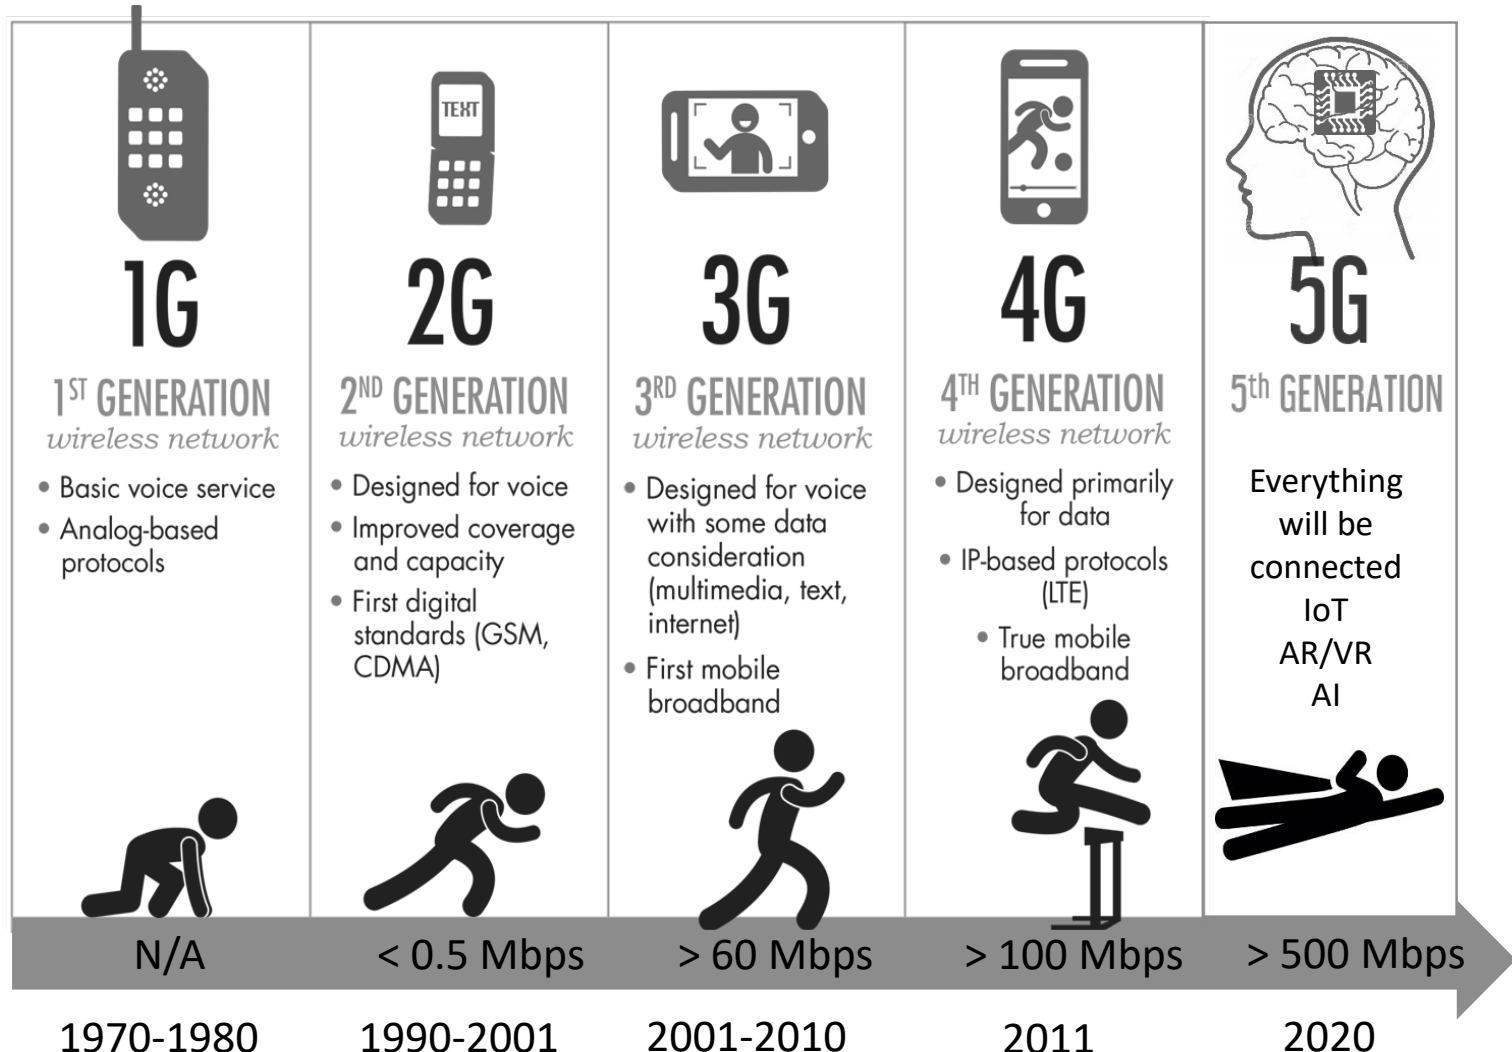 1G
1ST GENERATION
wireless network
• Basic voice service
• Analog-based
protocols
N/A
1970-1980
TEXT
2G
2ND GENERATION
wireless network
• Designed for voice
• Improved coverage
and capacity
• First digital
standards (GSM,
CDMA)
< 0.5 Mbps
1990-2001
3G
3RD GENERATION
wireless network
• Designed for voice
with some data
consideration
(multimedia, text,
internet)
• First mobile
broadband
> 60 Mbps
2001-2010
4G
4TH GENERATION
wireless network
• Designed primarily
for data
• IP-based protocols
(LTE)
• True mobile
broadband
> 100 Mbps
2011
5G
5th GENERATION
Everything
will be
connected
IoT
AR/VR
AI
> 500 Mbps
2020